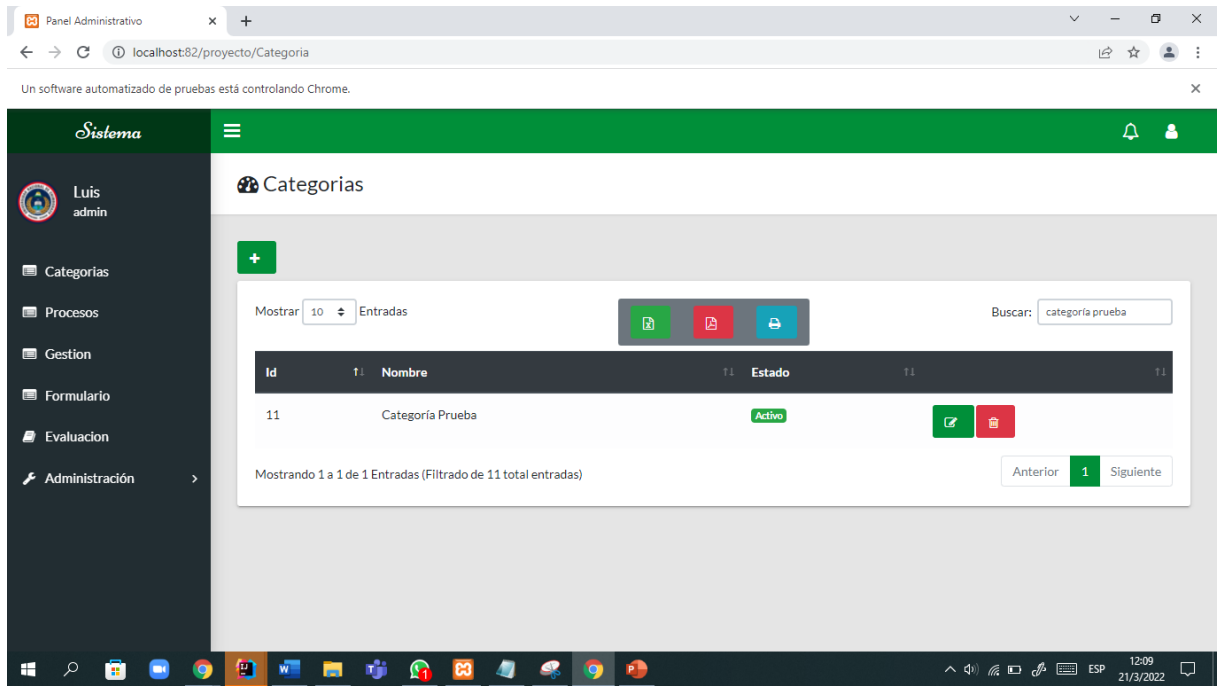 Panel Administrativo
localhost:82/proyecto/Categoria
Un software automatizado de pruebas está controlando Chrome.
Sistema
Luis
admin
Categorias
Categorias
Procesos
Gestion
Formulario
Evaluacion
Administración
Mostrar 10 Entradas
Buscar: categoría prueba
Id Nombre Estado
11 Categoría Prueba Activo
Mostrando 1 a 1 de 1 Entradas (Filtrado de 11 total entradas)
Anterior 1 Siguiente
ESP
12:09
21/3/2022